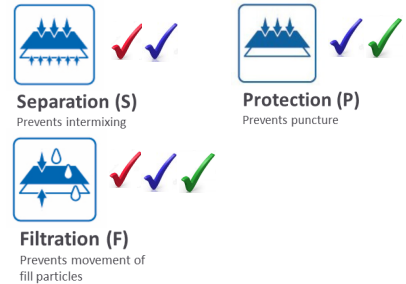 Separation (S)
Prevents intermixing
Protection (P)
Prevents puncture
Filtration (F)
Prevents movement of
fill particles